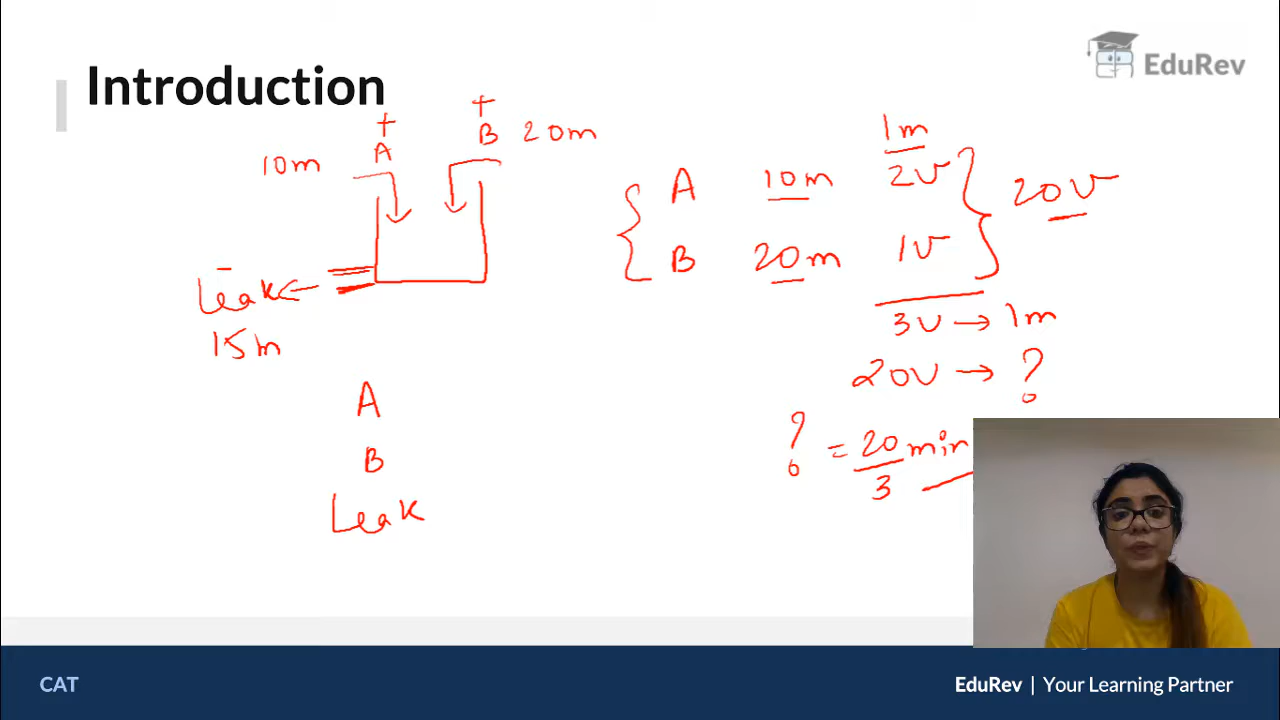 EduRev
Introduction
+ +
10m A B 20m
Leak
15m
A
B
Leak
1m
A 10m 2v 20v
B 20m 1v
3v → 1m
20v → ?
? = 20/3 min
CAT
EduRev | Your Learning Partner